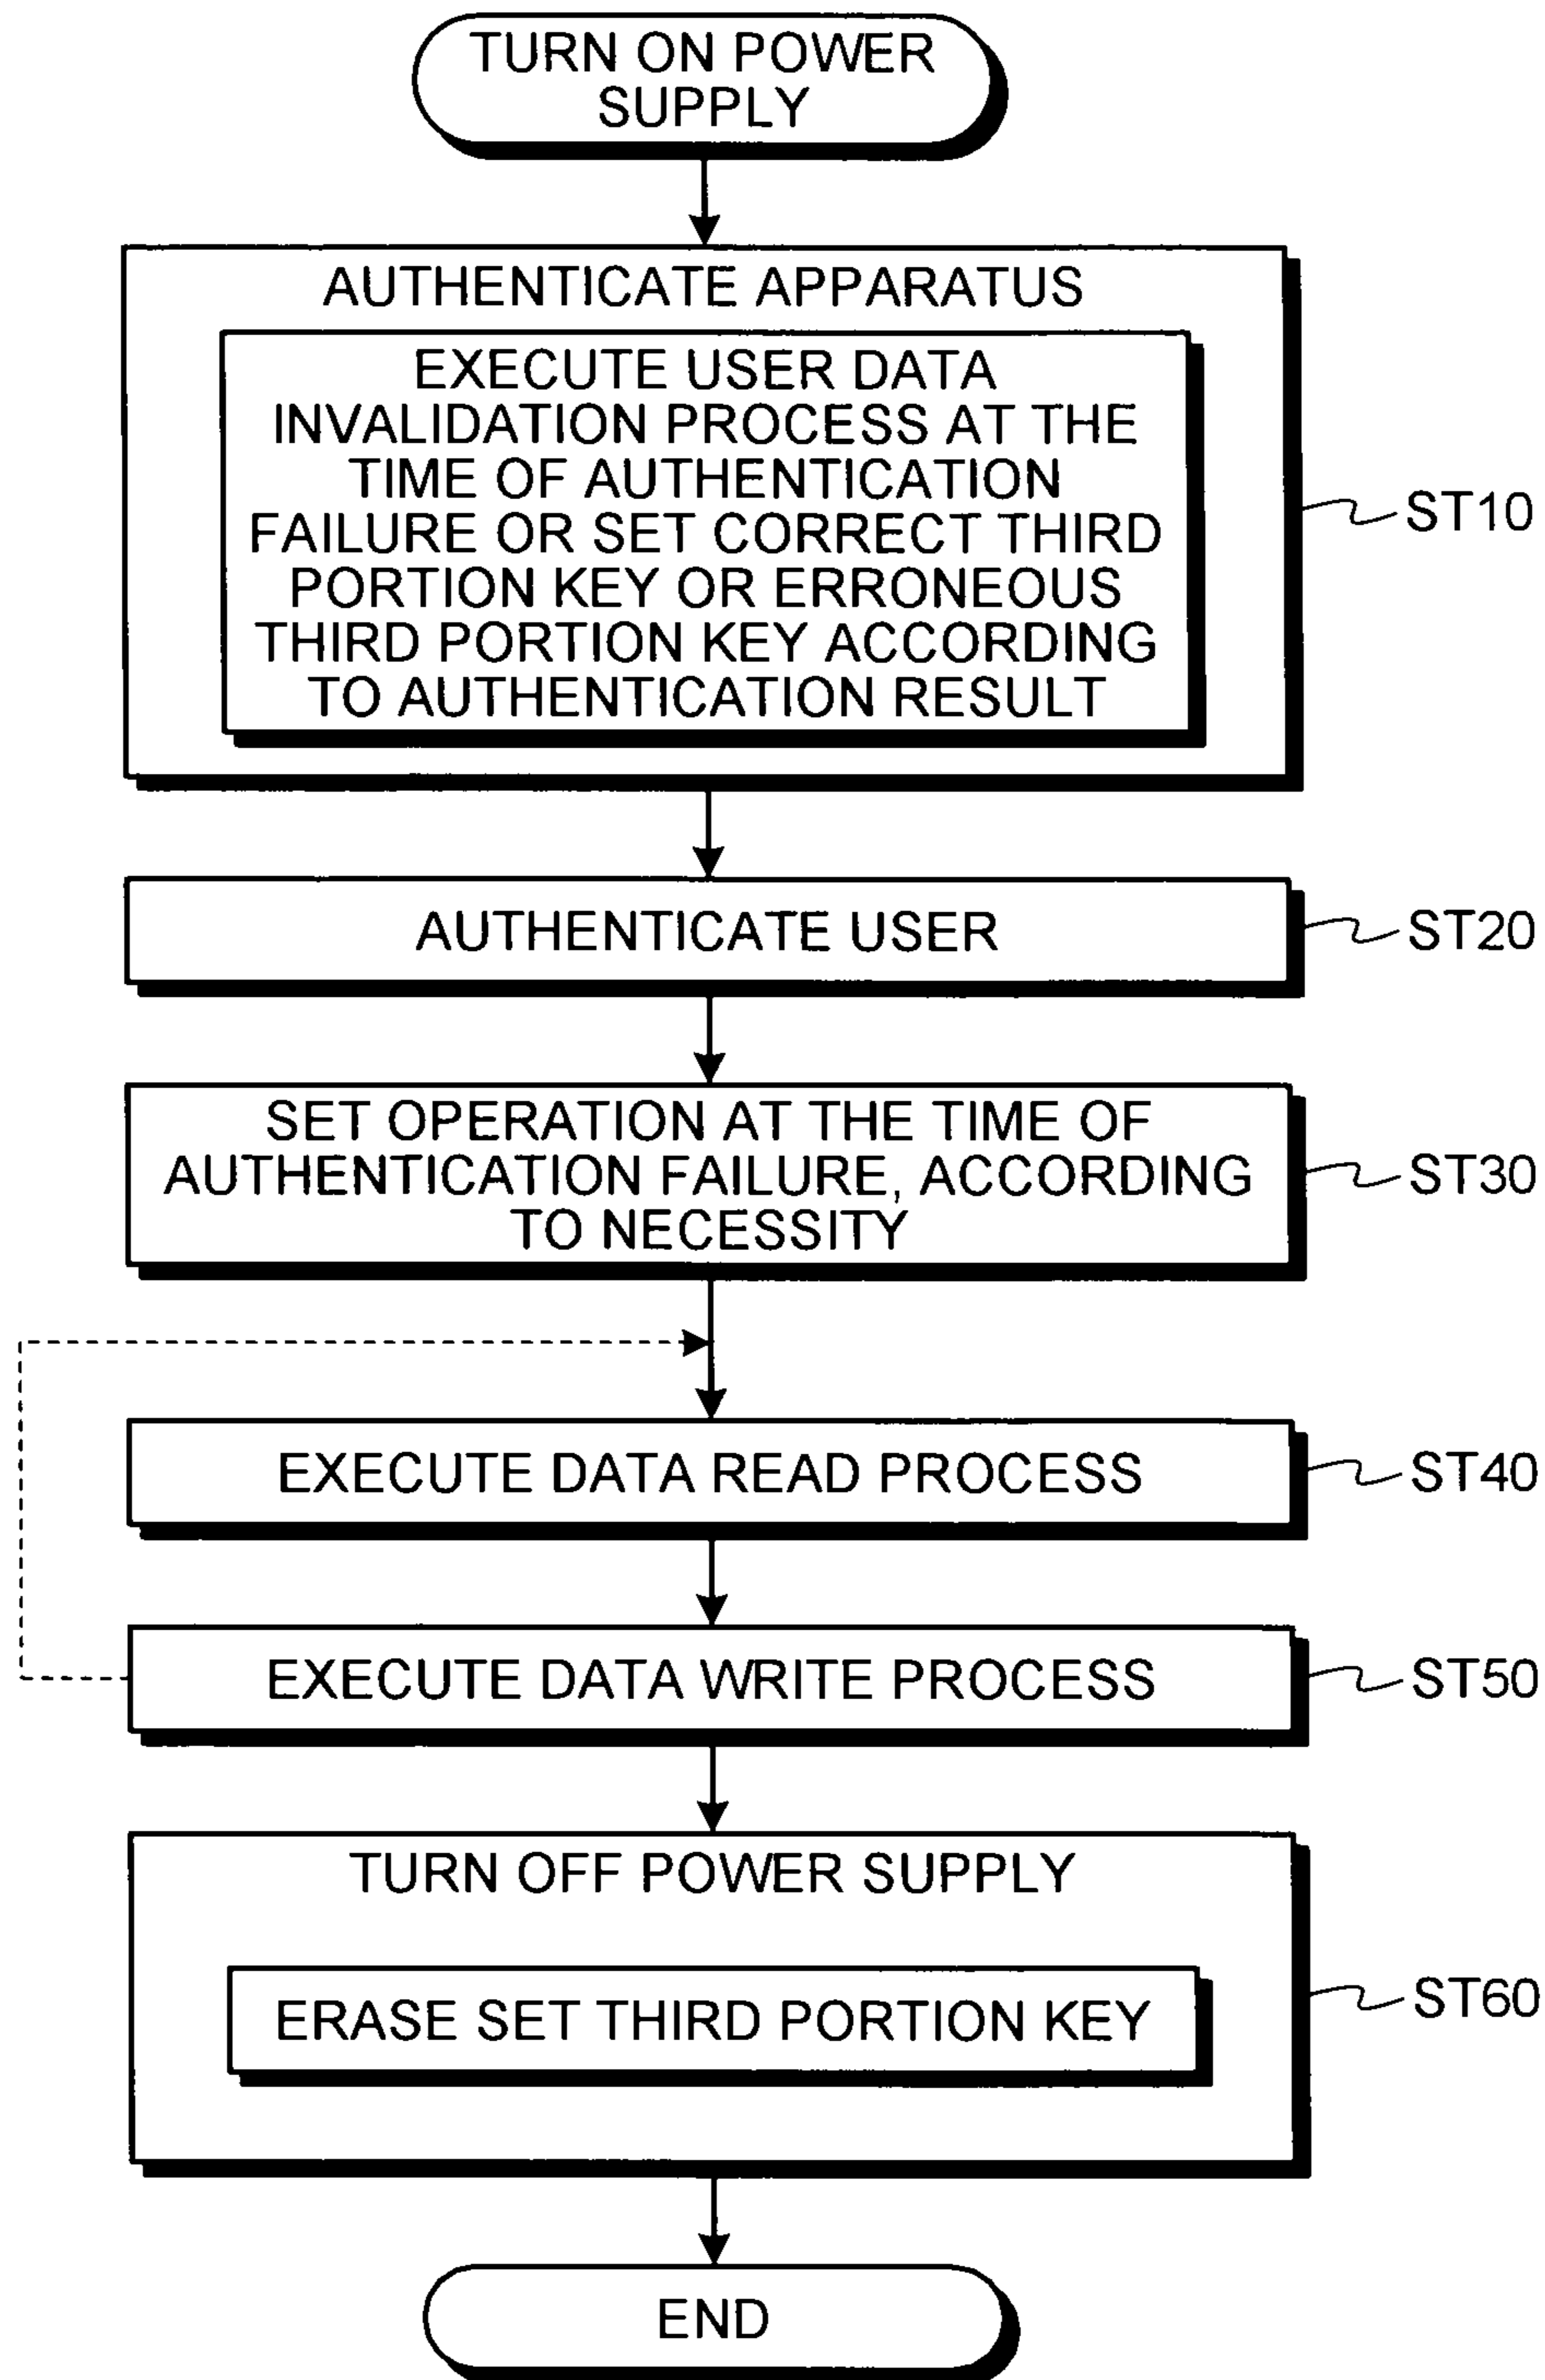 TURN ON POWER
SUPPLY
AUTHENTICATE APPARATUS
EXECUTE USER DATA
INVALIDATION PROCESS AT THE
TIME OF AUTHENTICATION
FAILURE OR SET CORRECT THIRD
PORTION KEY OR ERRONEOUS
THIRD PORTION KEY ACCORDING
TO AUTHENTICATION RESULT
ST10
AUTHENTICATE USER
ST20
SET OPERATION AT THE TIME OF
AUTHENTICATION FAILURE, ACCORDING
TO NECESSITY
ST30
EXECUTE DATA READ PROCESS
ST40
EXECUTE DATA WRITE PROCESS
ST50
TURN OFF POWER SUPPLY
ERASE SET THIRD PORTION KEY
ST60
END